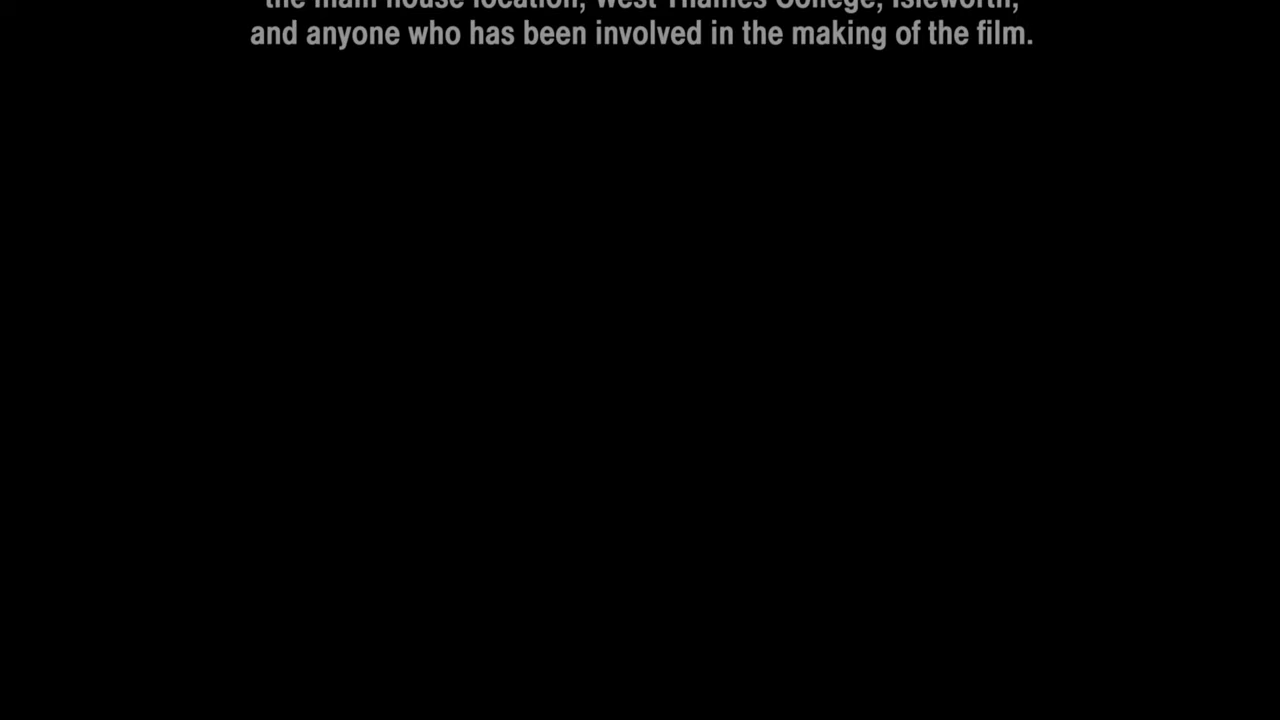 the main house location, West Thames College, Isleworth,
and anyone who has been involved in the making of the film.